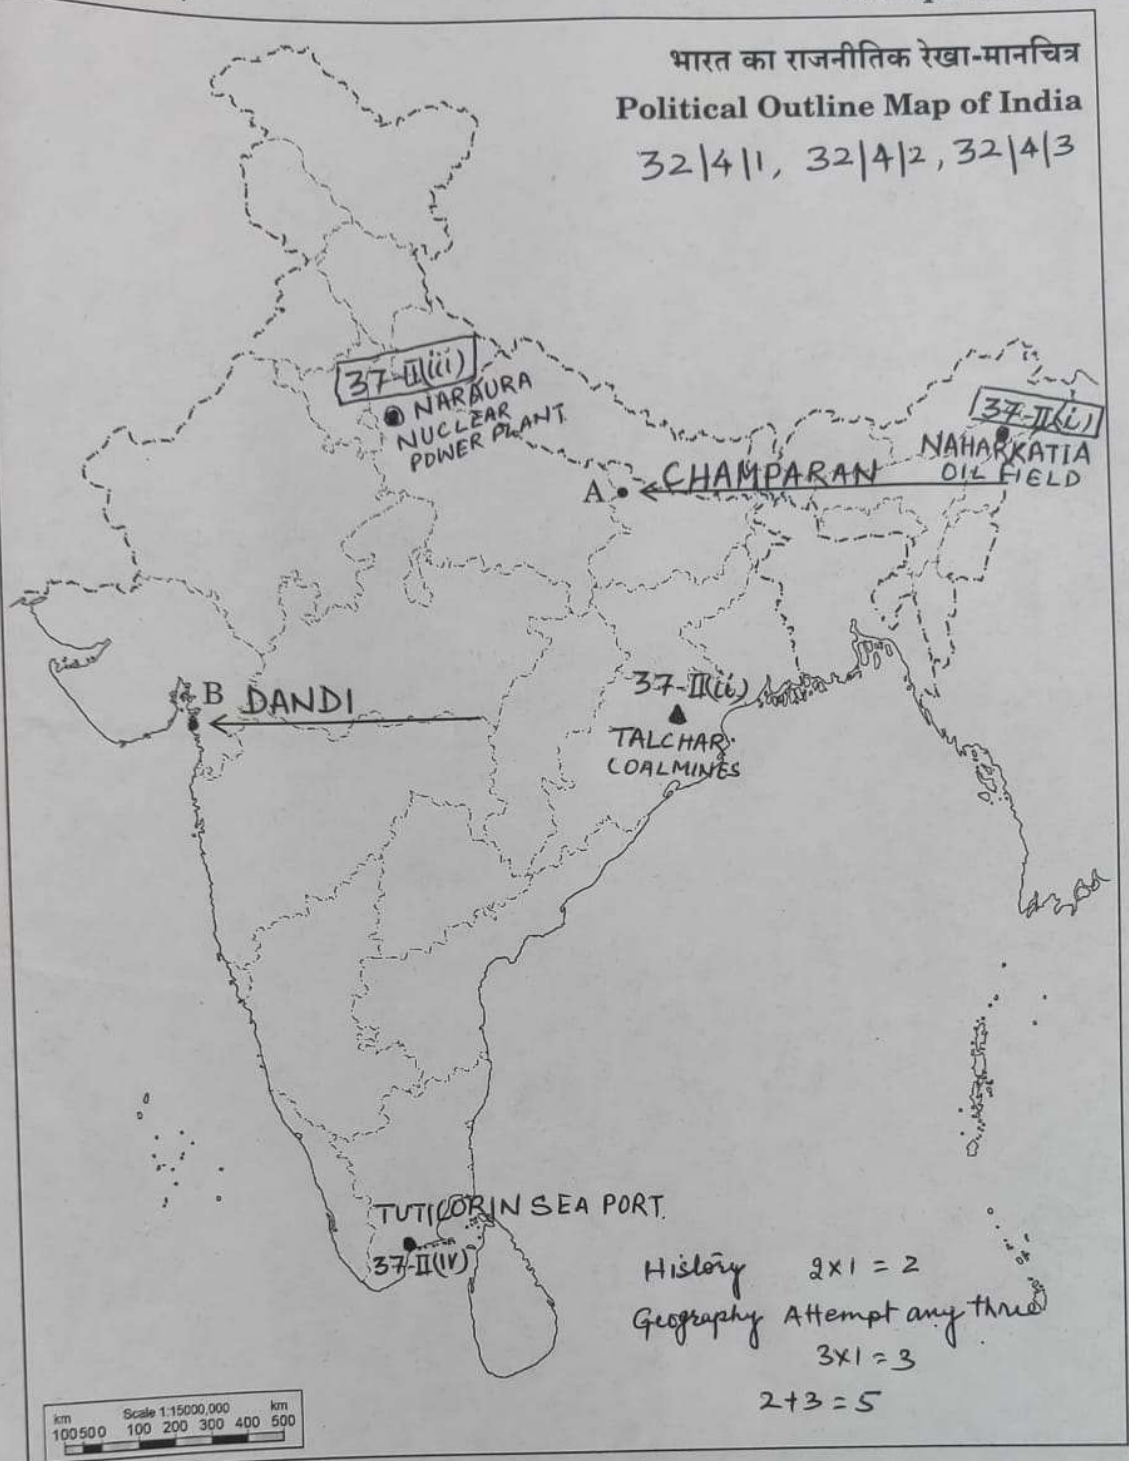 भारत का राजनीतिक रेखा-मानचित्र
Political Outline Map of India
32|4|1, 32|4|2, 32|4|3
37-II(iii)
NARAURA
NUCLEAR
POWER PLANT
37-II(i)
NAHARKATIA
OIL FIELD
A CHAMPARAN
B DANDI
37-II(ii)
TALCHAR
COALMINES
TUTICORIN SEA PORT
37-II(IV)
History 2x1 = 2
Geography Attempt any three
3x1 = 3
2+3 = 5
km Scale 1:15000,000 km
100 50 0 100 200 300 400 500